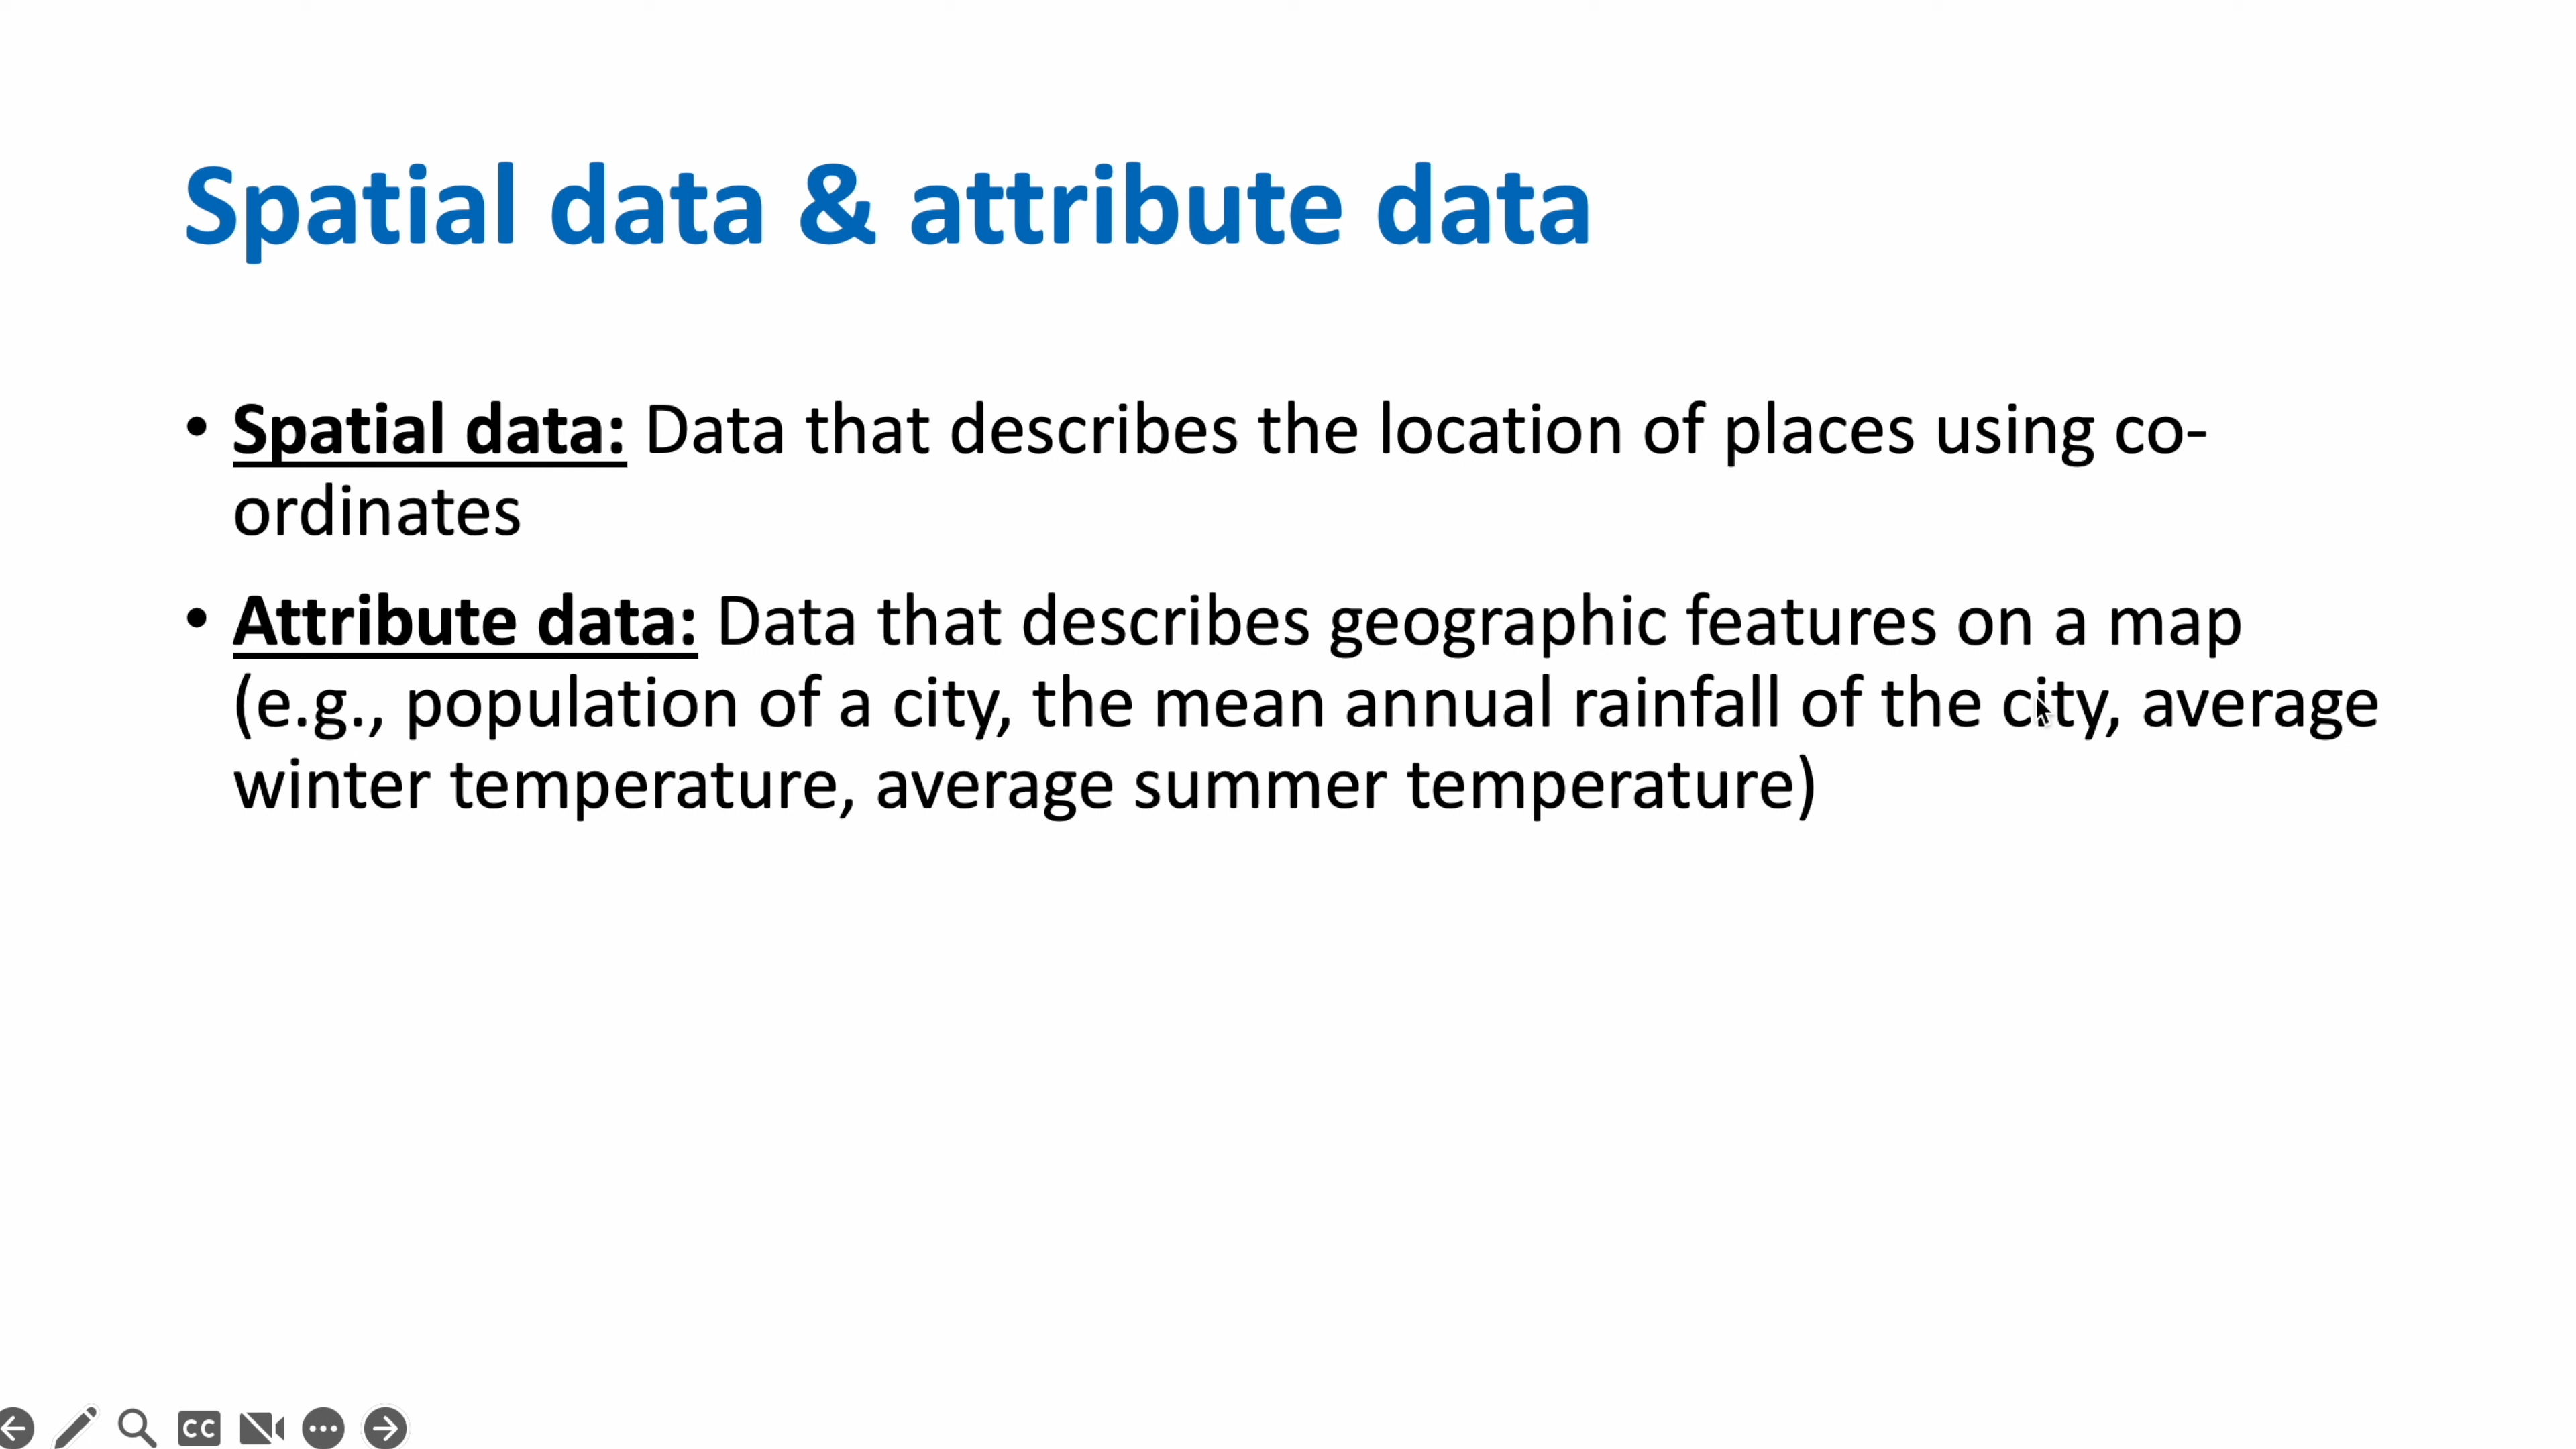 Spatial data & attribute data
• Spatial data: Data that describes the location of places using co-
ordinates
• Attribute data: Data that describes geographic features on a map
(e.g., population of a city, the mean annual rainfall of the city, average
winter temperature, average summer temperature)
CC